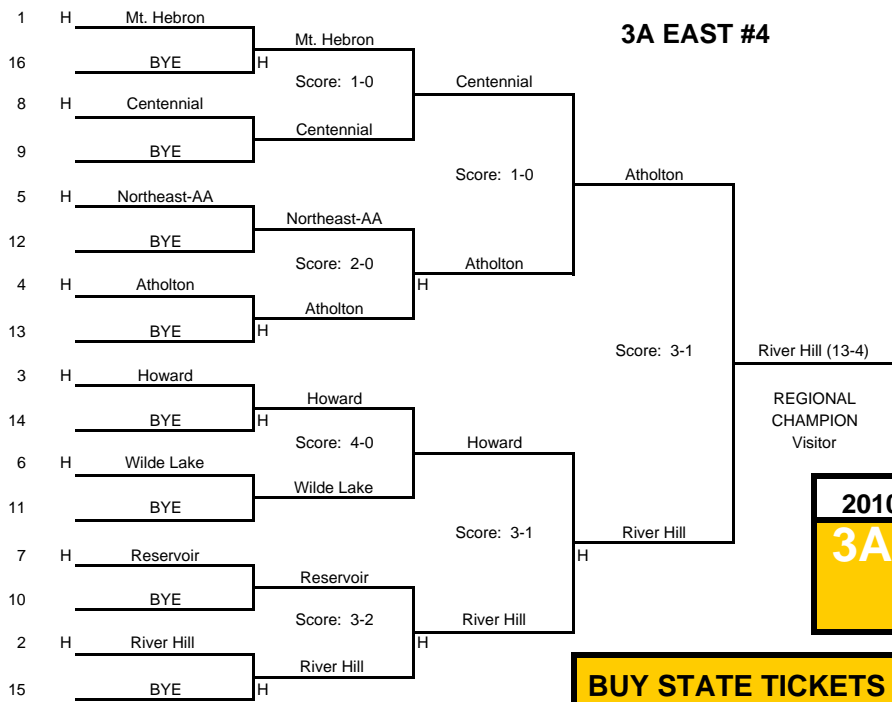 3A EAST #4
1 H Mt. Hebron
Mt. Hebron
16 BYE H
Score: 1-0
Centennial
8 H Centennial
Centennial
9 BYE
Score: 1-0
Atholton
5 H Northeast-AA
Northeast-AA
12 BYE
Score: 2-0
Atholton
H
4 H Atholton
Atholton
13 BYE H
Score: 3-1
River Hill (13-4)
REGIONAL
CHAMPION
Visitor
3 H Howard
Howard
14 BYE H
Score: 4-0
Howard
6 H Wilde Lake
Wilde Lake
11 BYE
Score: 3-1
River Hill
H
7 H Reservoir
Reservoir
10 BYE
Score: 3-2
River Hill
H
2 H River Hill
River Hill
15 BYE H
2010
3A
BUY STATE TICKETS